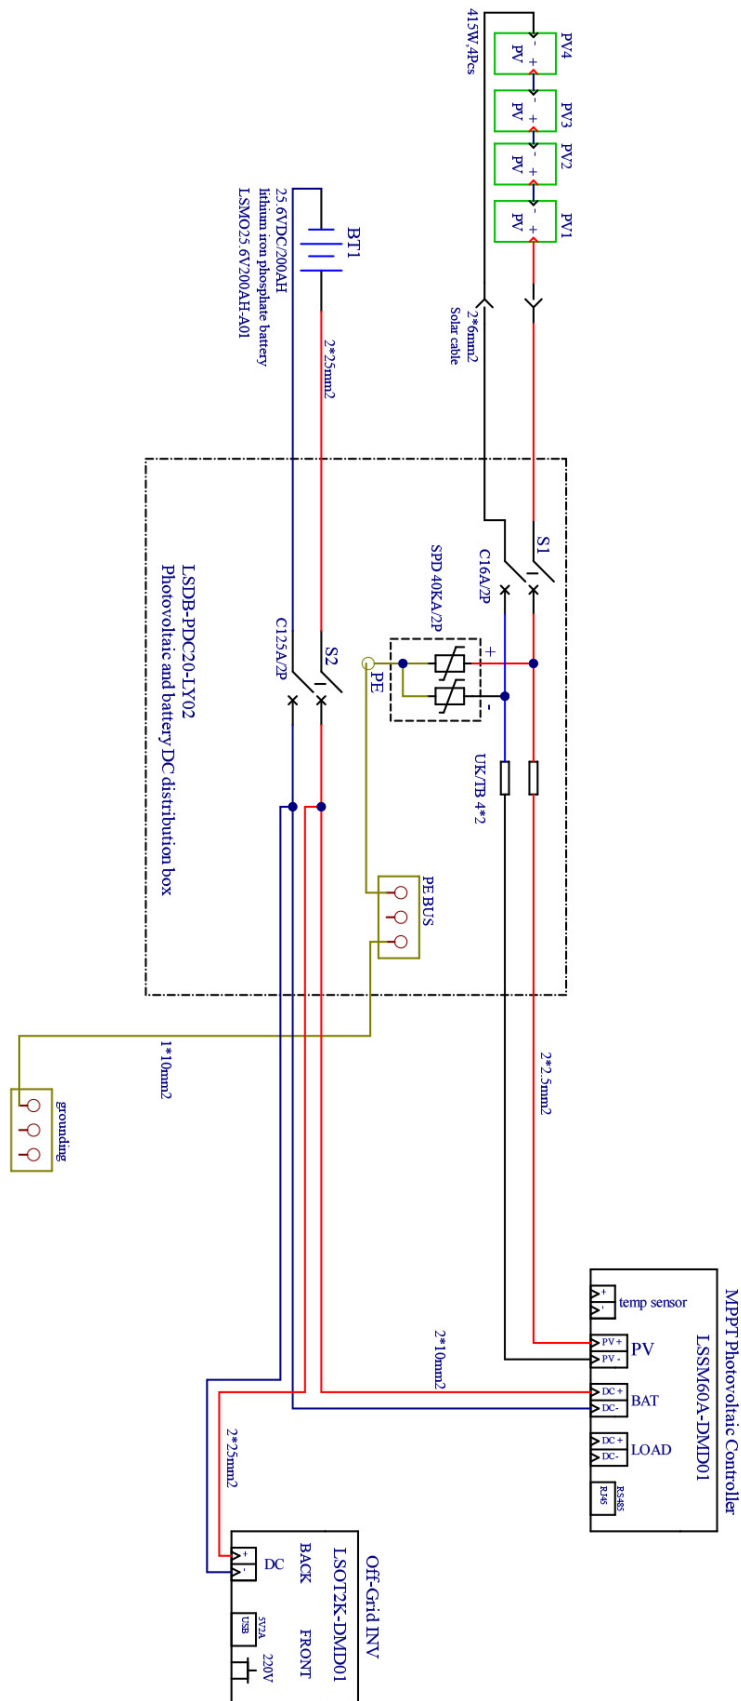 415W,4Pcs
PV4
- +
PV
PV3
- +
PV
PV2
- +
PV
PV1
- +
PV
2*6mm2
Solar cable
BT1
25.6VDC/200AH
lithium iron phosphate battery
LSMO25.6V200AH-A01
2*25mm2
S1
C16A/2P
SPD 40KA/2P
+
-
PE
S2
C125A/2P
UK/TB 4*2
LSDB-PDC20-LY02
Photovoltaic and battery DC distribution box
PE BUS
1*10mm2
grounding
2*2.5mm2
2*10mm2
2*25mm2
MPPT Photovoltaic Controller
LSSM60A-DMD01
+
-
temp sensor
PV +
PV -
PV
DC +
DC-
BAT
DC +
DC-
LOAD
RS485
RJ45
Off-Grid INV
LSOT2K-DMD01
BACK
FRONT
+
-
DC
5V2A
USB
220V